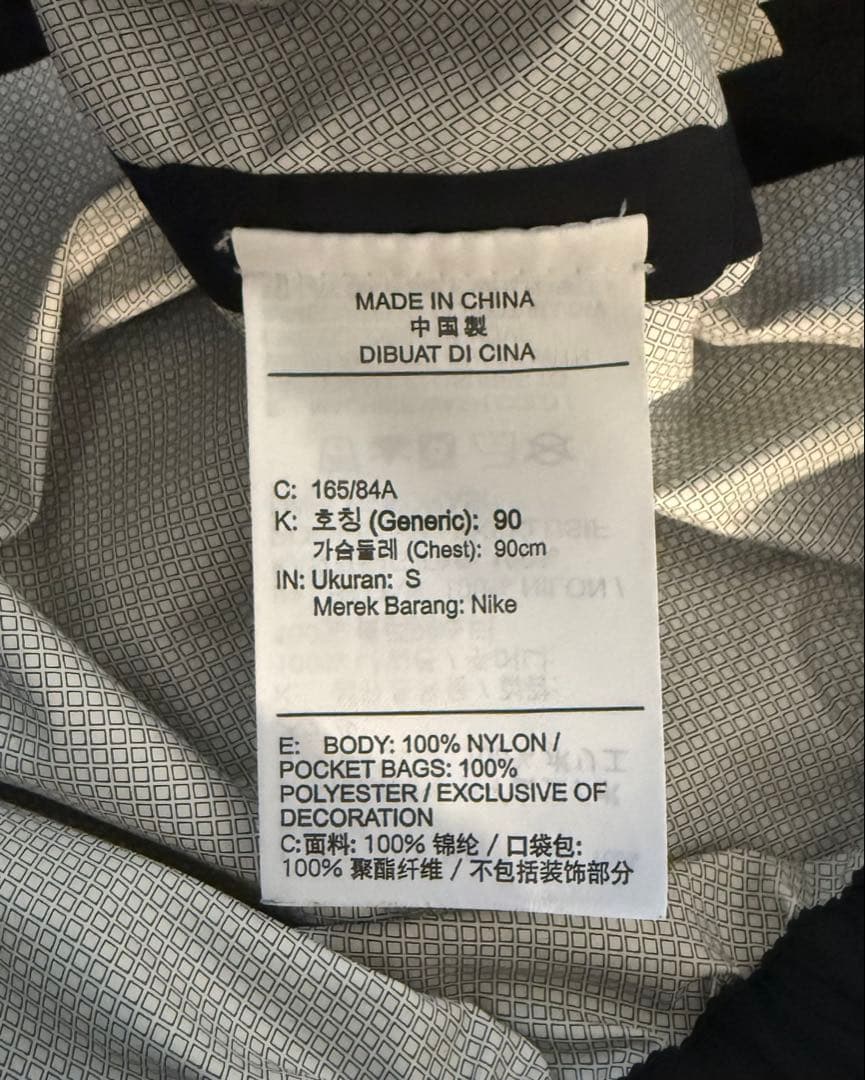 MADE IN CHINA
中国製
DIBUAT DI CINA
C: 165/84A
K: 호칭 (Generic): 90
가슴둘레 (Chest): 90cm
IN: Ukuran: S
Merek Barang: Nike
E: BODY: 100% NYLON /
POCKET BAGS: 100%
POLYESTER / EXCLUSIVE OF
DECORATION
C:面料: 100% 锦纶 / 口袋包:
100% 聚酯纤维 / 不包括装饰部分